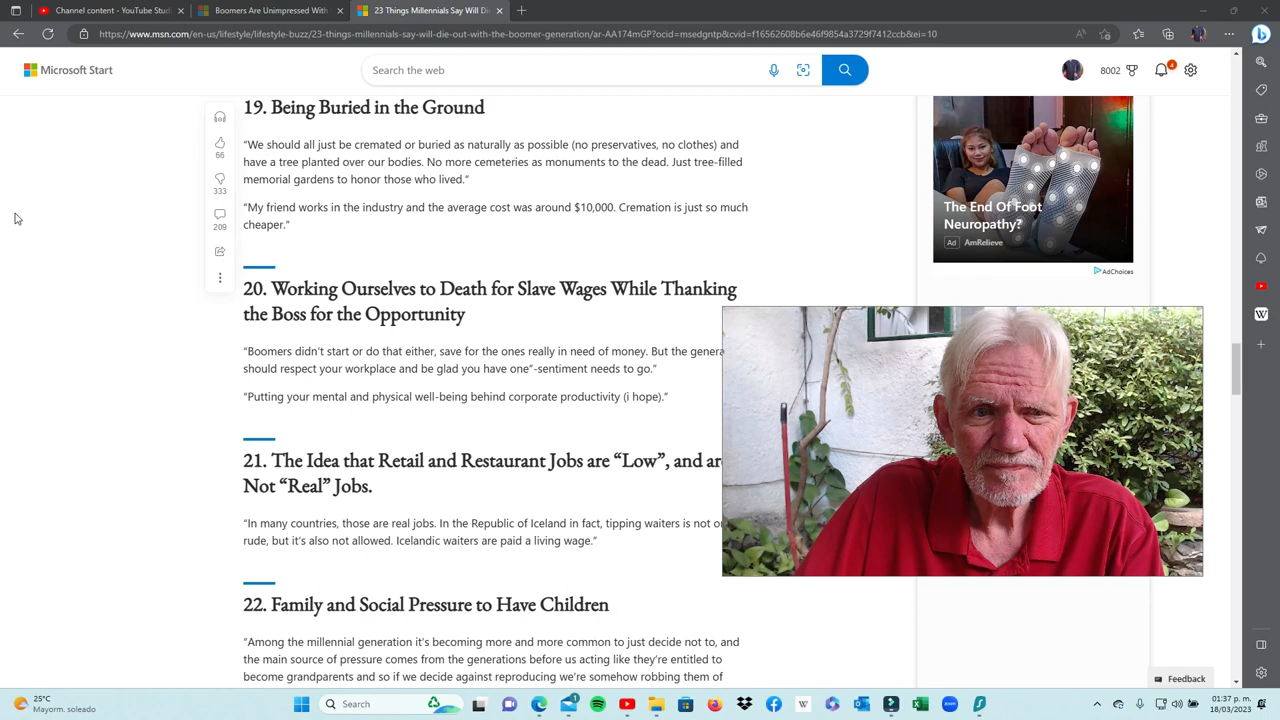 Channel content - YouTube Stud
Boomers Are Unimpressed With
23 Things Millennials Say Will Di
https://www.msn.com/en-us/lifestyle/lifestyle-buzz/23-things-millennials-say-will-die-out-with-the-boomer-generation/ar-AA174mGP?ocid=msedgntp&cvid=f16562608b6e46f9854a3729f7412ccb&ei=10
Microsoft Start
Search the web
8002
4
19. Being Buried in the Ground
“We should all just be cremated or buried as naturally as possible (no preservatives, no clothes) and
have a tree planted over our bodies. No more cemeteries as monuments to the dead. Just tree-filled
memorial gardens to honor those who lived.”
“My friend works in the industry and the average cost was around $10,000. Cremation is just so much
cheaper.”
66
333
209
The End Of Foot
Neuropathy?
Ad AmRelieve
AdChoices
20. Working Ourselves to Death for Slave Wages While Thanking
the Boss for the Opportunity
“Boomers didn’t start or do that either, save for the ones really in need of money. But the genera
should respect your workplace and be glad you have one”-sentiment needs to go.”
“Putting your mental and physical well-being behind corporate productivity (i hope).”
21. The Idea that Retail and Restaurant Jobs are “Low”, and are
Not “Real” Jobs.
“In many countries, those are real jobs. In the Republic of Iceland in fact, tipping waiters is not on
rude, but it’s also not allowed. Icelandic waiters are paid a living wage.”
22. Family and Social Pressure to Have Children
“Among the millennial generation it’s becoming more and more common to just decide not to, and
the main source of pressure comes from the generations before us acting like they’re entitled to
become grandparents and so if we decide against reproducing we’re somehow robbing them of
Feedback
25°C
Mayorm. soleado
Search
01:37 p. m.
18/03/2023